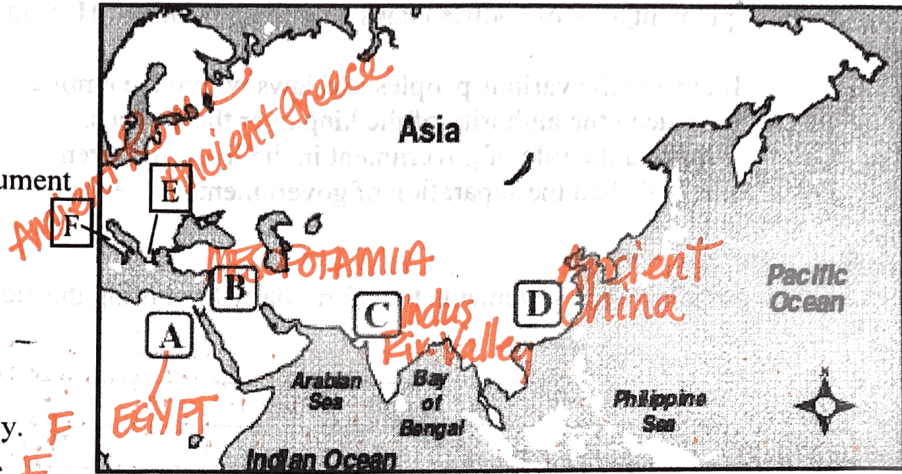 Ancient Rome
Ancient Greece
Asia
ument
E
F
MESOPOTAMIA
B
Ancient
China
Pacific
Ocean
A
C
Indus
Riv. Valley
D
EGYPT
Arabian
Sea
Bay
of
Bengal
Philippine
Sea
y. F
F
Indian Ocean